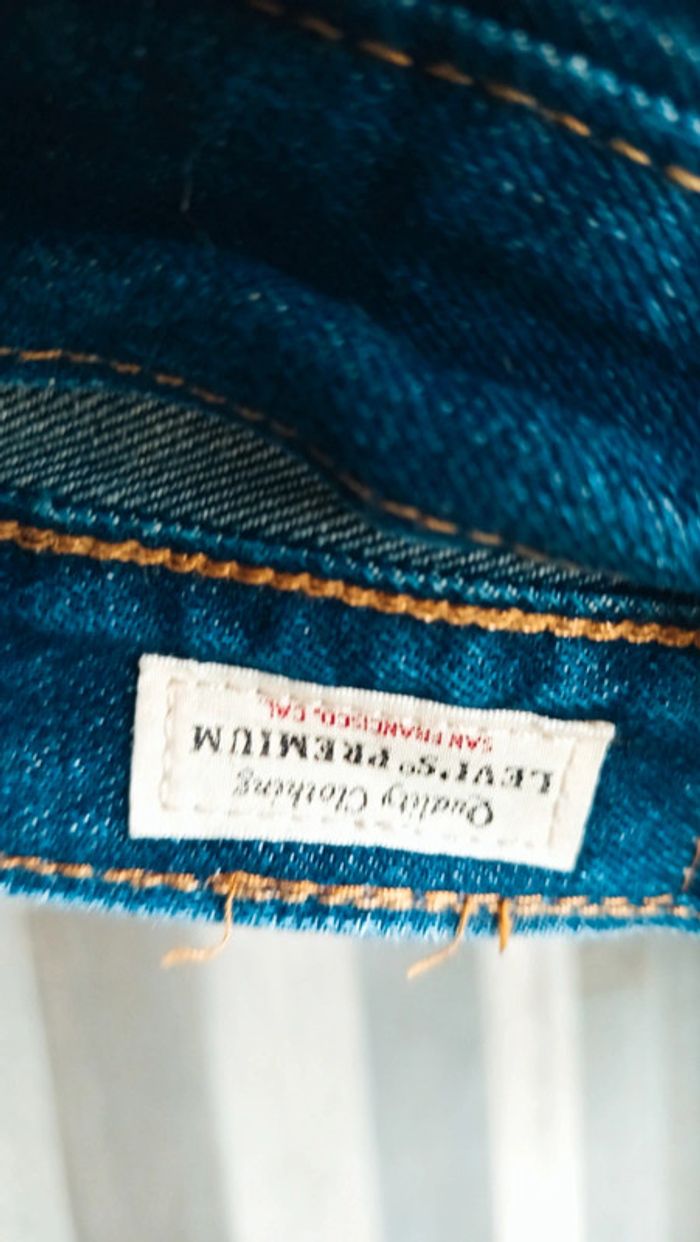 Quality Clothing
LEVI'S® PREMIUM
SAN FRANCISCO, CAL.